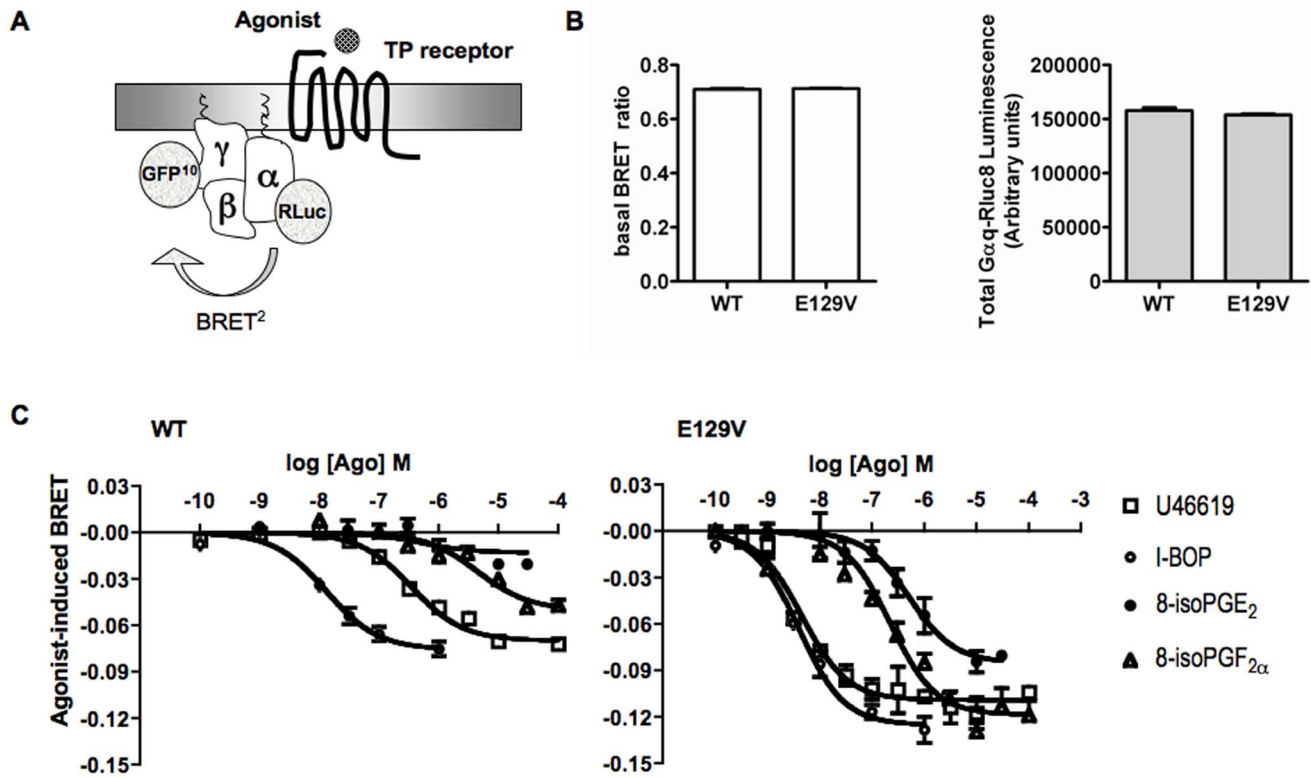 A
Agonist
TP receptor
γ
α
β
GFP10
RLuc
BRET2
B
basal BRET ratio
0.8
0.6
0.4
0.2
0.0
WT
E129V
Total Gαq-Rluc8 Luminescence
(Arbitrary units)
200000
150000
100000
50000
0
WT
E129V
C
WT
log [Ago] M
-10 -9 -8 -7 -6 -5 -4
Agonist-induced BRET
0.03
-0.00
-0.03
-0.06
-0.09
-0.12
-0.15
E129V
log [Ago] M
-10 -9 -8 -7 -6 -5 -4 -3
0.03
-0.00
-0.03
-0.06
-0.09
-0.12
-0.15
U46619
I-BOP
8-isoPGE2
8-isoPGF2α